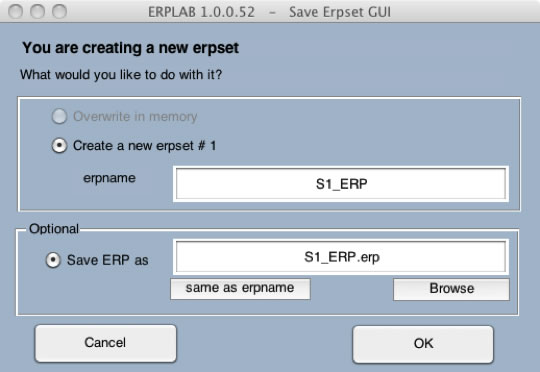 ERPLAB 1.0.0.52 - Save Erpset GUI
You are creating a new erpset
What would you like to do with it?
Overwrite in memory
Create a new erpset # 1
erpname S1_ERP
Optional
Save ERP as S1_ERP.erp
same as erpname Browse
Cancel OK